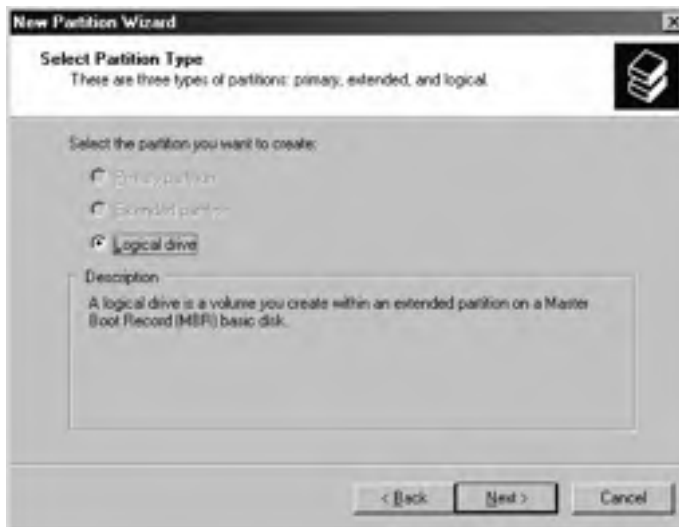 New Partition Wizard
Select Partition Type
There are three types of partitions: primary, extended, and logical.
Select the partition you want to create:
Primary partition
Extended partition
Logical drive
Description
A logical drive is a volume you create within an extended partition on a Master
Boot Record (MBR) basic disk.
< Back
Next >
Cancel